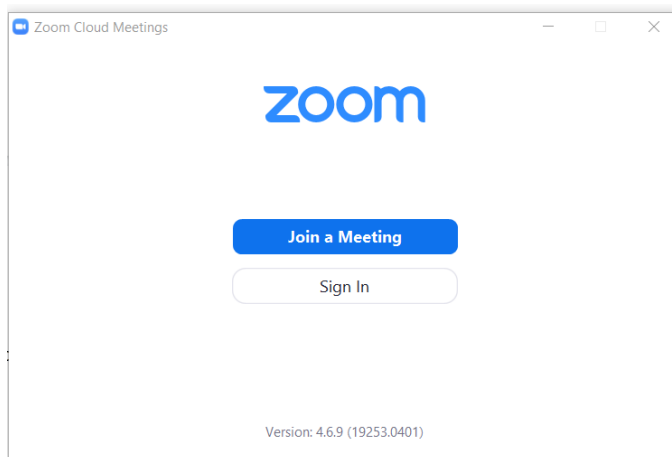 Zoom Cloud Meetings
zoom
Join a Meeting
Sign In
Version: 4.6.9 (19253.0401)